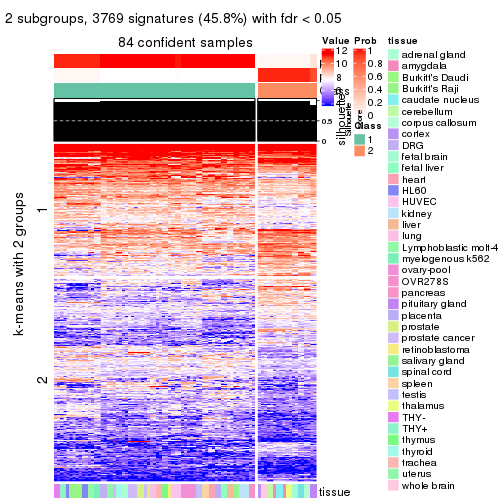 2 subgroups, 3769 signatures (45.8%) with fdr < 0.05
84 confident samples
1
2
k-means with 2 groups
Value
12
10
8
6
4
Prob
1
0.8
0.6
0.4
0.2
0
Class
1
2
1
0.5
0
silhouette
Silhouette
score
tissue
tissue
adrenal gland
amygdala
Burkitt's Daudi
Burkitt's Raji
caudate nucleus
cerebellum
corpus callosum
cortex
DRG
fetal brain
fetal liver
heart
HL60
HUVEC
kidney
liver
lung
Lymphoblastic molt-4
myelogenous k562
ovary-pool
OVR278S
pancreas
pituitary gland
placenta
prostate
prostate cancer
retinoblastoma
salivary gland
spinal cord
spleen
testis
thalamus
THY-
THY+
thymus
thyroid
trachea
uterus
whole brain